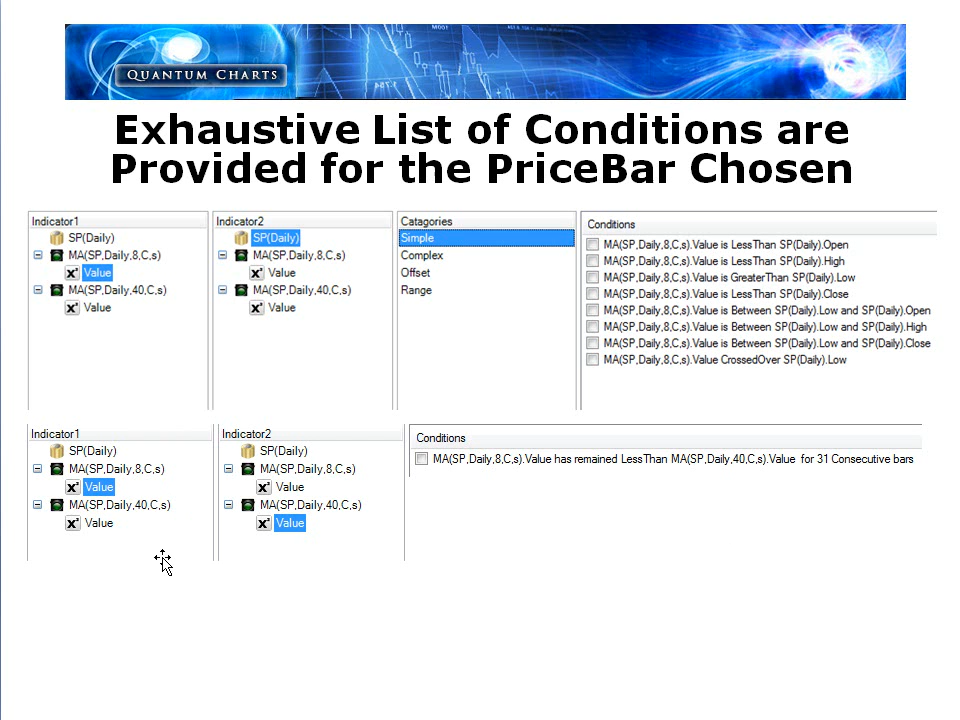 QUANTUM CHARTS
Exhaustive List of Conditions are
Provided for the PriceBar Chosen
Indicator1
SP(Daily)
MA(SP,Daily,8,C,s)
Value
MA(SP,Daily,40,C,s)
Value
Indicator2
SP(Daily)
MA(SP,Daily,8,C,s)
Value
MA(SP,Daily,40,C,s)
Value
Catagories
Simple
Complex
Offset
Range
Conditions
MA(SP,Daily,8,C,s).Value is LessThan SP(Daily).Open
MA(SP,Daily,8,C,s).Value is LessThan SP(Daily).High
MA(SP,Daily,8,C,s).Value is GreaterThan SP(Daily).Low
MA(SP,Daily,8,C,s).Value is LessThan SP(Daily).Close
MA(SP,Daily,8,C,s).Value is Between SP(Daily).Low and SP(Daily).Open
MA(SP,Daily,8,C,s).Value is Between SP(Daily).Low and SP(Daily).High
MA(SP,Daily,8,C,s).Value is Between SP(Daily).Low and SP(Daily).Close
MA(SP,Daily,8,C,s).Value CrossedOver SP(Daily).Low
Indicator1
SP(Daily)
MA(SP,Daily,8,C,s)
Value
MA(SP,Daily,40,C,s)
Value
Indicator2
SP(Daily)
MA(SP,Daily,8,C,s)
Value
MA(SP,Daily,40,C,s)
Value
Conditions
MA(SP,Daily,8,C,s).Value has remained LessThan MA(SP,Daily,40,C,s).Value for 31 Consecutive bars